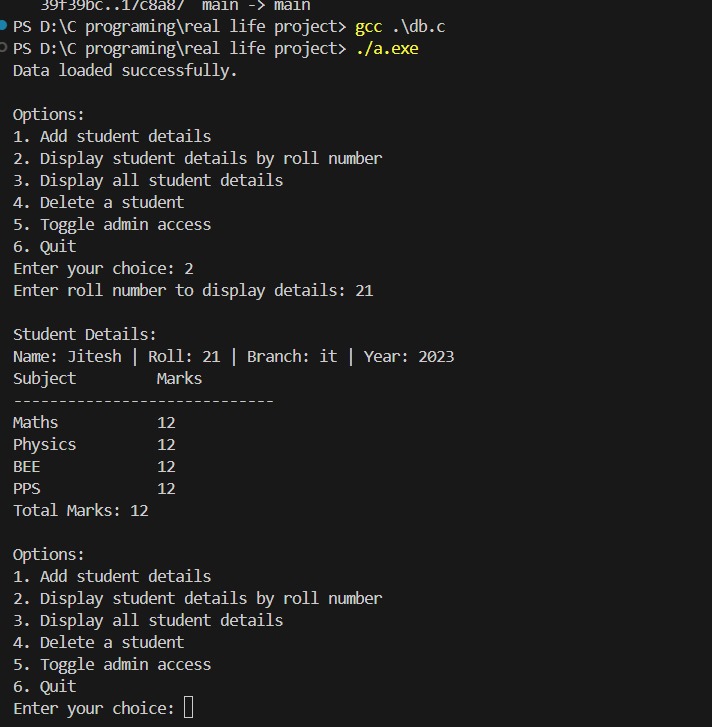 39f39bc..17c8a87  main -> main
PS D:\C programing\real life project> gcc .\db.c
PS D:\C programing\real life project> ./a.exe
Data loaded successfully.

Options:
1. Add student details
2. Display student details by roll number
3. Display all student details
4. Delete a student
5. Toggle admin access
6. Quit
Enter your choice: 2
Enter roll number to display details: 21

Student Details:
Name: Jitesh | Roll: 21 | Branch: it | Year: 2023
Subject         Marks
-----------------------------
Maths           12
Physics         12
BEE             12
PPS             12
Total Marks: 12

Options:
1. Add student details
2. Display student details by roll number
3. Display all student details
4. Delete a student
5. Toggle admin access
6. Quit
Enter your choice: